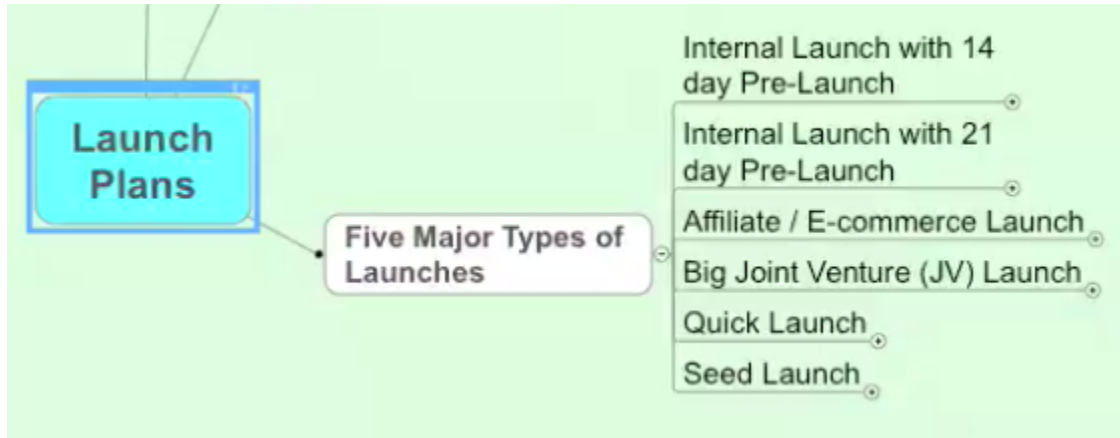 Launch
Plans
Five Major Types of
Launches
Internal Launch with 14
day Pre-Launch
Internal Launch with 21
day Pre-Launch
Affiliate / E-commerce Launch
Big Joint Venture (JV) Launch
Quick Launch
Seed Launch